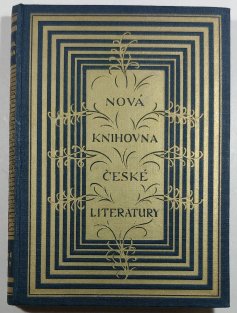 NOVÁ
KNIHOVNA
ČESKÉ
LITERATURY